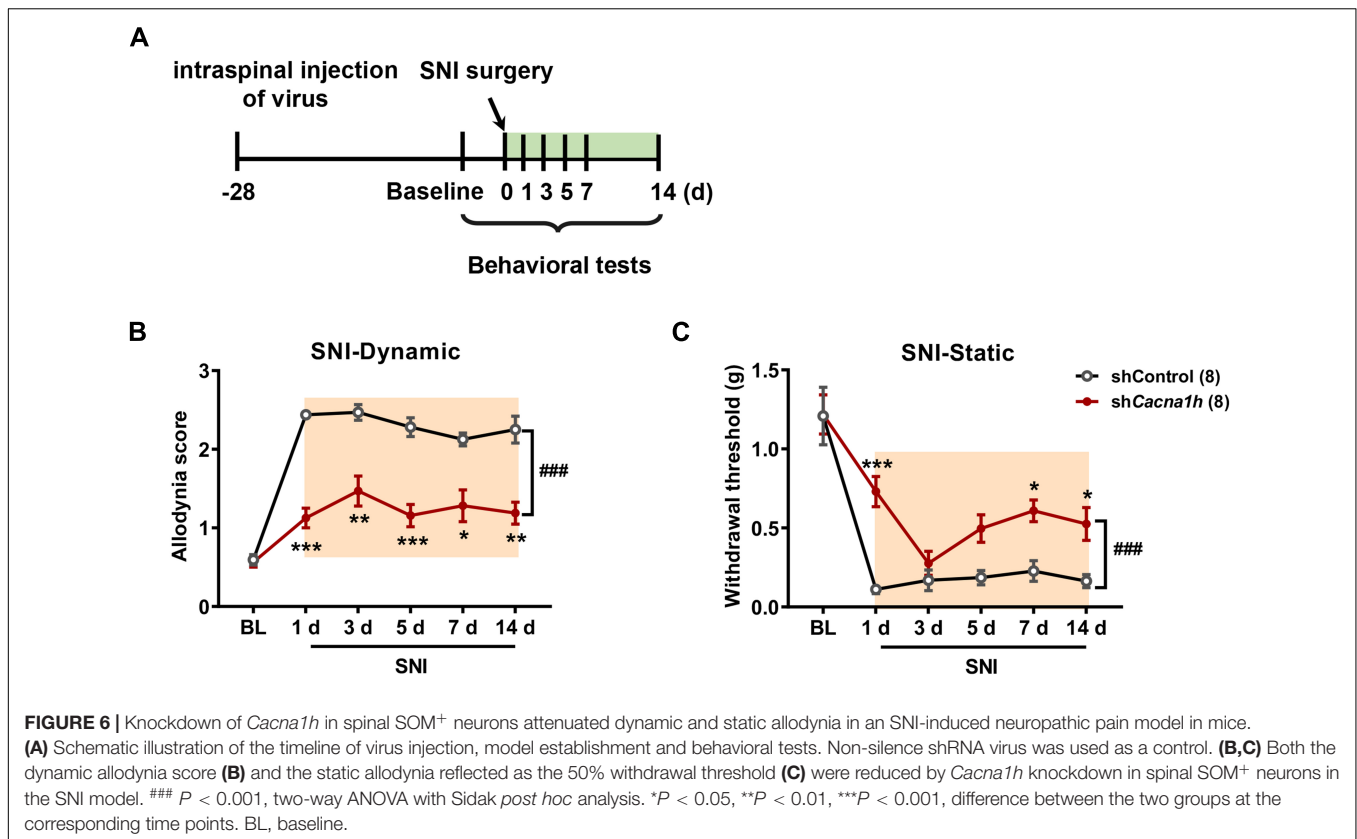 A
intraspinal injection
of virus
SNI surgery
-28
Baseline
0 1 3 5 7 14 (d)
Behavioral tests
B
SNI-Dynamic
Allodynia score
3
2
1
0
###
***
**
***
*
**
BL 1 d 3 d 5 d 7 d 14 d
SNI
C
SNI-Static
Withdrawal threshold (g)
1.5
1.0
0.5
0.0
shControl (8)
shCacna1h (8)
***
*
*
###
BL 1 d 3 d 5 d 7 d 14 d
SNI
FIGURE 6 | Knockdown of Cacna1h in spinal SOM+ neurons attenuated dynamic and static allodynia in an SNI-induced neuropathic pain model in mice.
(A) Schematic illustration of the timeline of virus injection, model establishment and behavioral tests. Non-silence shRNA virus was used as a control. (B,C) Both the
dynamic allodynia score (B) and the static allodynia reflected as the 50% withdrawal threshold (C) were reduced by Cacna1h knockdown in spinal SOM+ neurons in
the SNI model. ### P < 0.001, two-way ANOVA with Sidak post hoc analysis. *P < 0.05, **P < 0.01, ***P < 0.001, difference between the two groups at the
corresponding time points. BL, baseline.